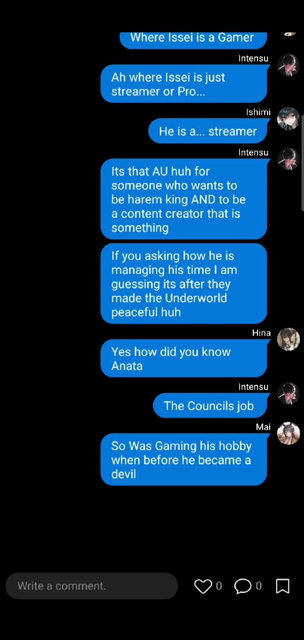 Where Issei is a Gamer
Intensu
Ah where Issei is just
streamer or Pro...
Ishimi
He is a... streamer
Intensu
Its that AU huh for
someone who wants to
be harem king AND to be
a content creator that is
something
If you asking how he is
managing his time I am
guessing its after they
made the Underworld
peaceful huh
Hina
Yes how did you know
Anata
Intensu
The Councils job
Mai
So Was Gaming his hobby
when before he became a
devil
Write a comment.
0
0